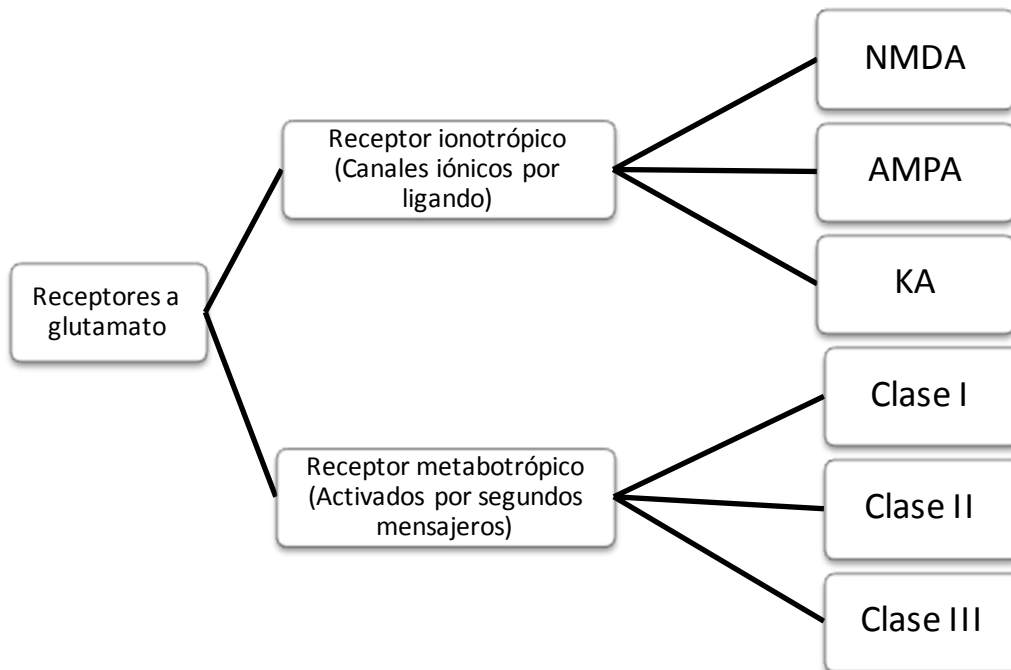 Receptores a
glutamato
Receptor ionotrópico
(Canales iónicos por
ligando)
NMDA
AMPA
KA
Receptor metabotrópico
(Activados por segundos
mensajeros)
Clase I
Clase II
Clase III